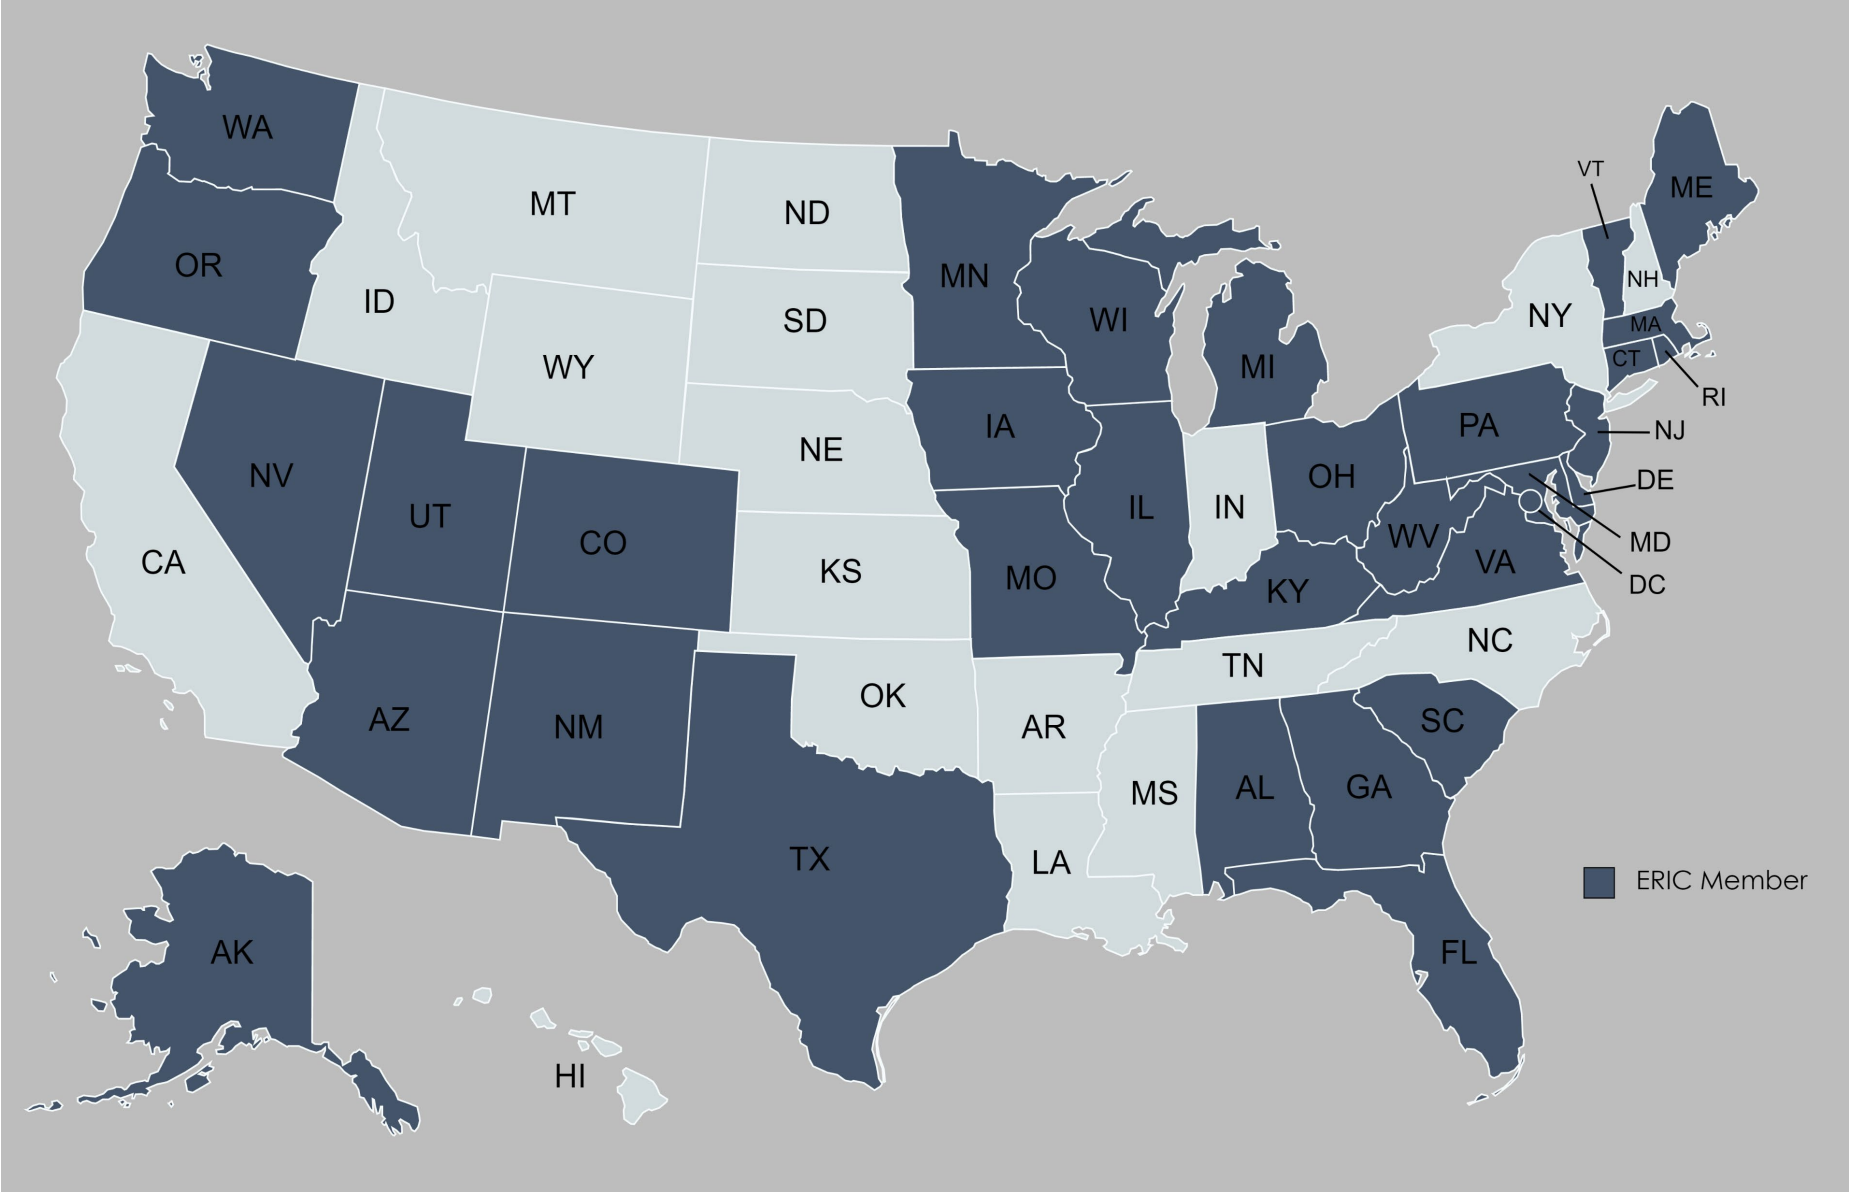 WA
VT
ME
MT
ND
OR
MN
NH
ID
NY
SD
WI
MA
CT
WY
MI
RI
IA
PA
NJ
NE
NV
OH
DE
UT
IL
IN
CO
WV
MD
CA
KS
MO
KY
VA
DC
NC
TN
OK
AZ
NM
AR
SC
MS
AL
GA
TX
LA
ERIC Member
AK
FL
HI